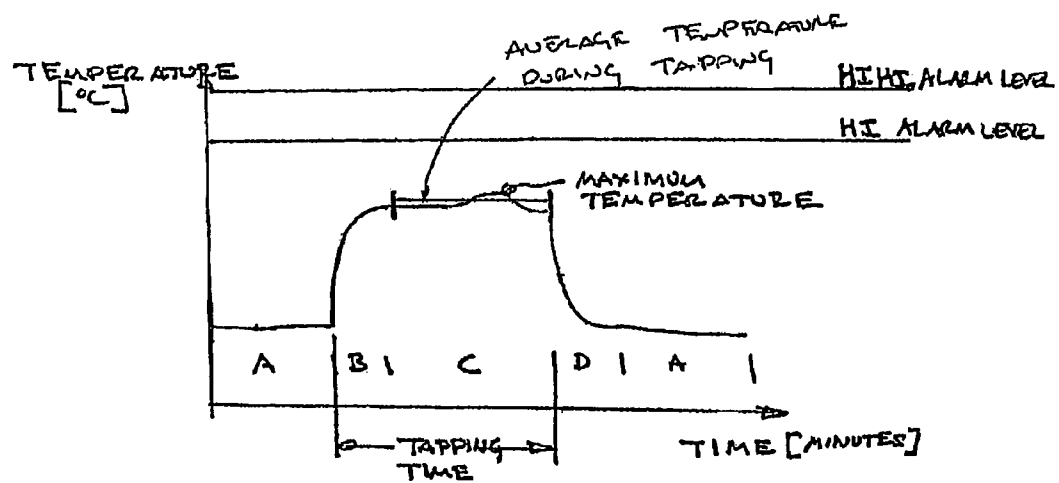 AVERAGE TEMPERATURE
DURING TAPPING
TEMPERATURE
[°C]
HIHI ALARM LEVEL
HI ALARM LEVEL
MAXIMUM
TEMPERATURE
A B C D A
TAPPING
TIME
TIME [MINUTES]